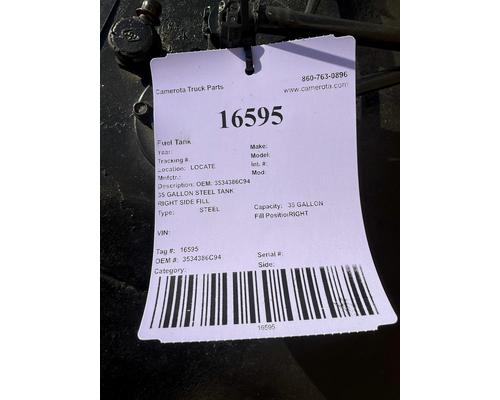 Camerota Truck Parts 860-763-0896
www.camerota.com
16595
Fuel Tank
Year: Make:
Tracking #: Model:
Location: LOCATE Int. #:
Mnfctr.: Mod:
Description: OEM: 3534386C94
35 GALLON STEEL TANK
RIGHT SIDE FILL
Type: STEEL Capacity: 35 GALLON
Fill Position:RIGHT
VIN:
Tag #: 16595 Serial #:
OEM #: 3534386C94 Side:
Category:
16595